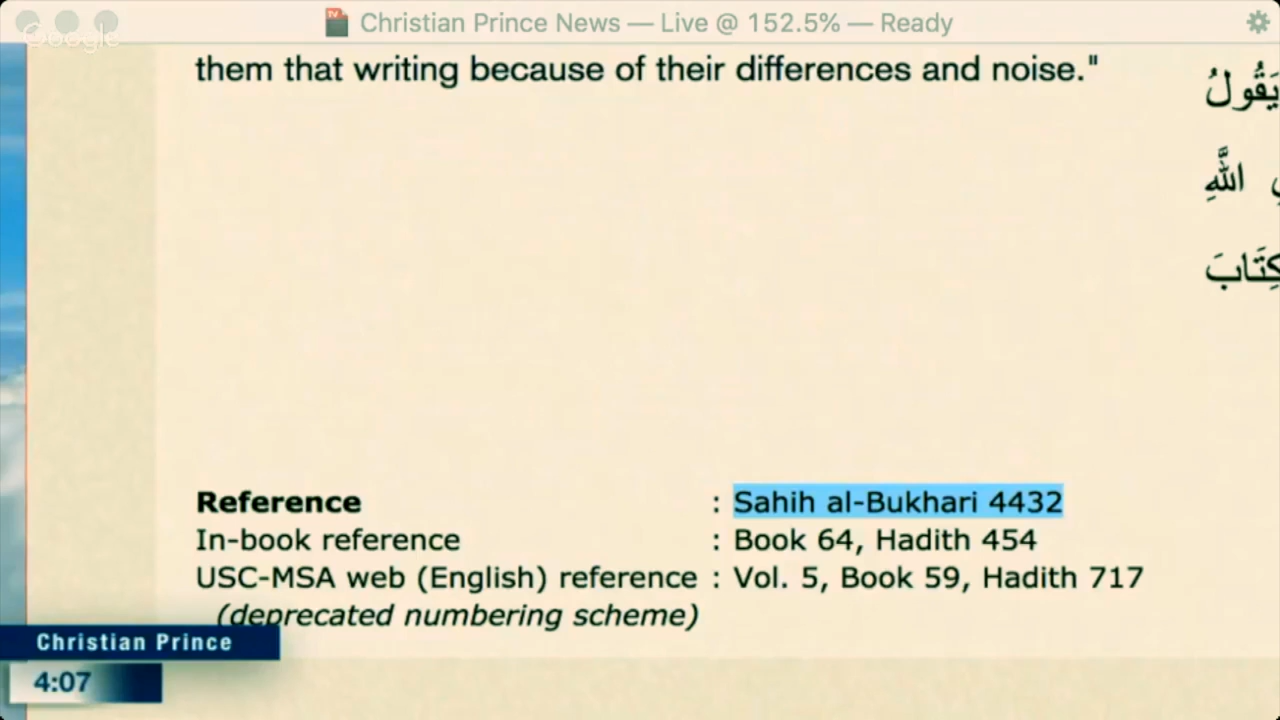 Christian Prince News — Live @ 152.5% — Ready
Google
them that writing because of their differences and noise."
يَقُولُ
اللَّهِ
كِتَابَ
Reference : Sahih al-Bukhari 4432
In-book reference : Book 64, Hadith 454
USC-MSA web (English) reference : Vol. 5, Book 59, Hadith 717
(deprecated numbering scheme)
Christian Prince
4:07